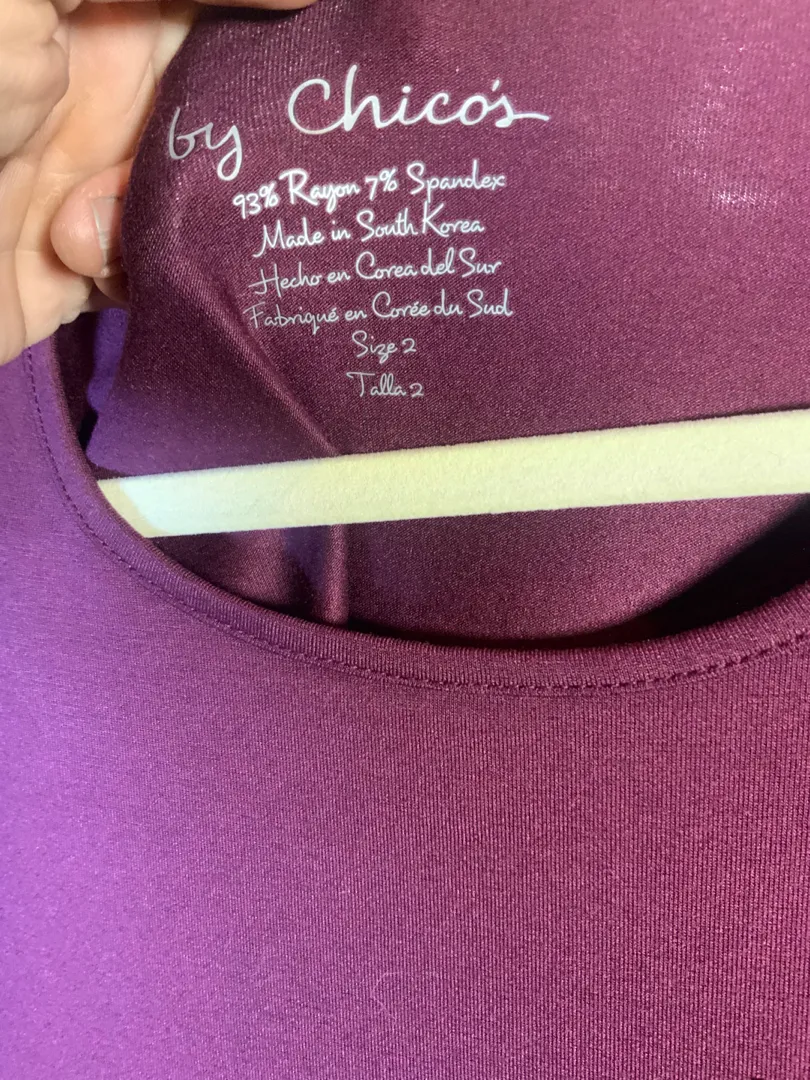 by Chico's
93% Rayon 7% Spandex
Made in South Korea
Hecho en Corea del Sur
Fabriqué en Corée du Sud
Size 2
Talla 2